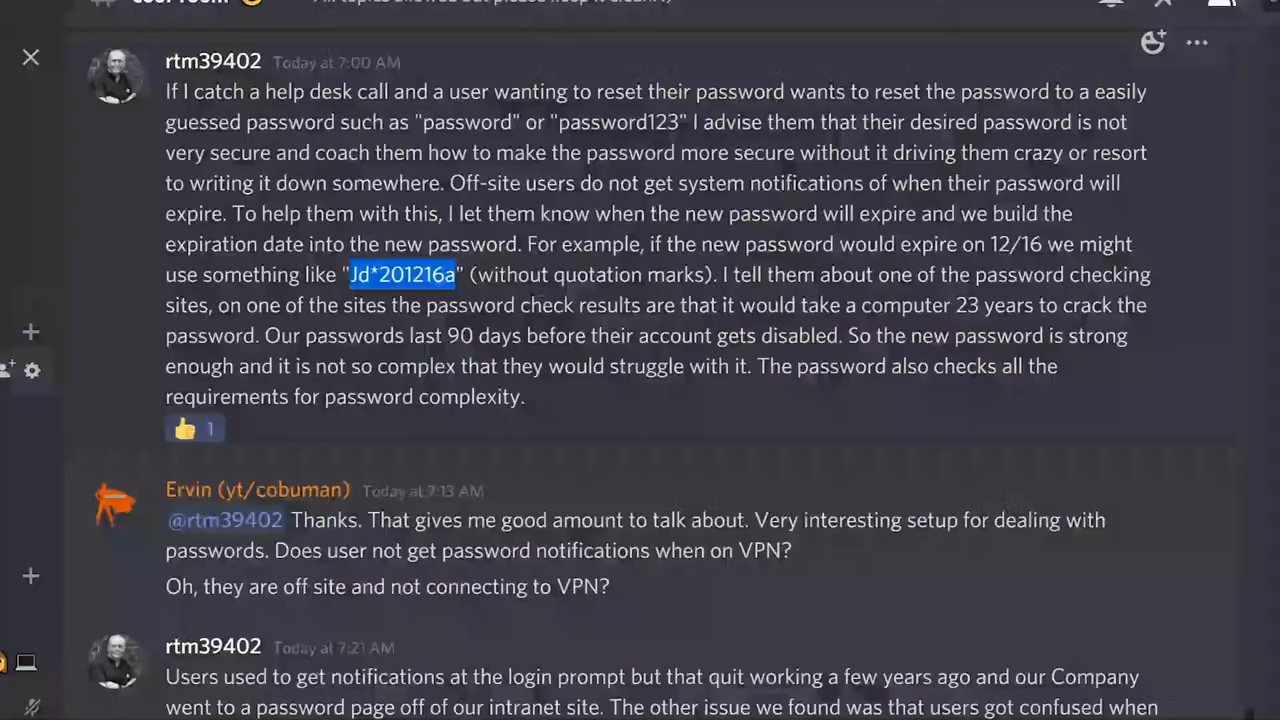 rtm39402 Today at 7:00 AM
If I catch a help desk call and a user wanting to reset their password wants to reset the password to a easily
guessed password such as "password" or "password123" I advise them that their desired password is not
very secure and coach them how to make the password more secure without it driving them crazy or resort
to writing it down somewhere. Off-site users do not get system notifications of when their password will
expire. To help them with this, I let them know when the new password will expire and we build the
expiration date into the new password. For example, if the new password would expire on 12/16 we might
use something like "Jd*201216a" (without quotation marks). I tell them about one of the password checking
sites, on one of the sites the password check results are that it would take a computer 23 years to crack the
password. Our passwords last 90 days before their account gets disabled. So the new password is strong
enough and it is not so complex that they would struggle with it. The password also checks all the
requirements for password complexity.
👍 1
Ervin (yt/cobuman) Today at 7:13 AM
@rtm39402 Thanks. That gives me good amount to talk about. Very interesting setup for dealing with
passwords. Does user not get password notifications when on VPN?
Oh, they are off site and not connecting to VPN?
rtm39402 Today at 7:21 AM
Users used to get notifications at the login prompt but that quit working a few years ago and our Company
went to a password page off of our intranet site. The other issue we found was that users got confused when